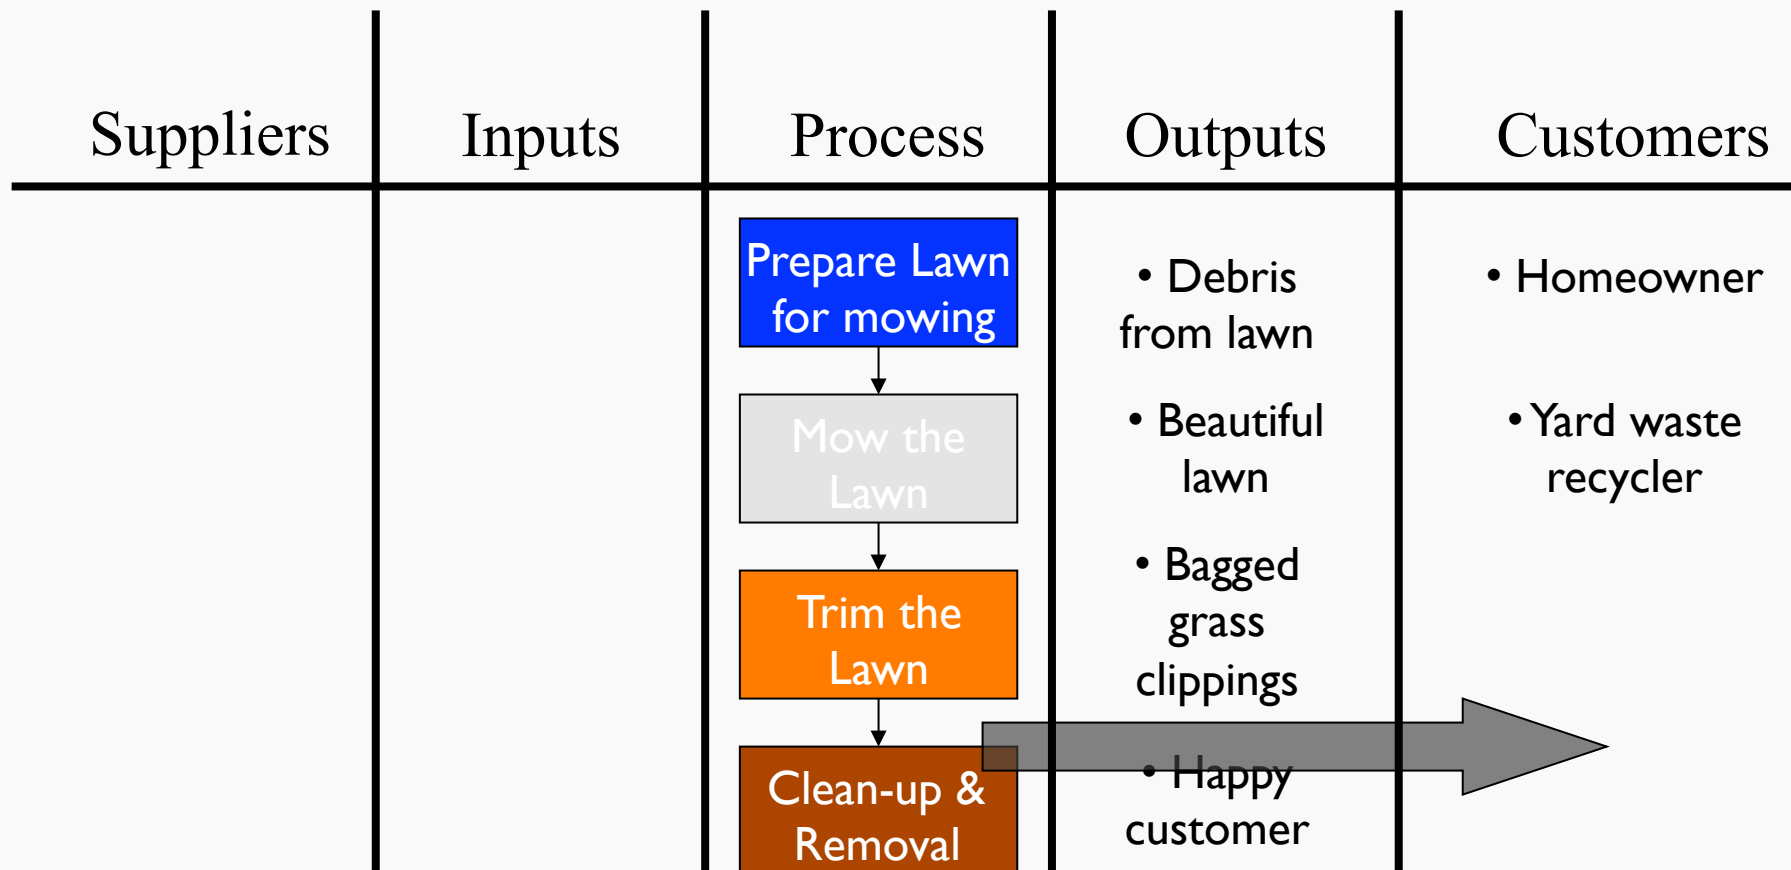 Suppliers
Inputs
Process
Outputs
Customers
Prepare Lawn
for mowing
Mow the
Lawn
Trim the
Lawn
Clean-up &
Removal
• Debris
from lawn
• Beautiful
lawn
• Bagged
grass
clippings
• Happy
customer
• Homeowner
• Yard waste
recycler